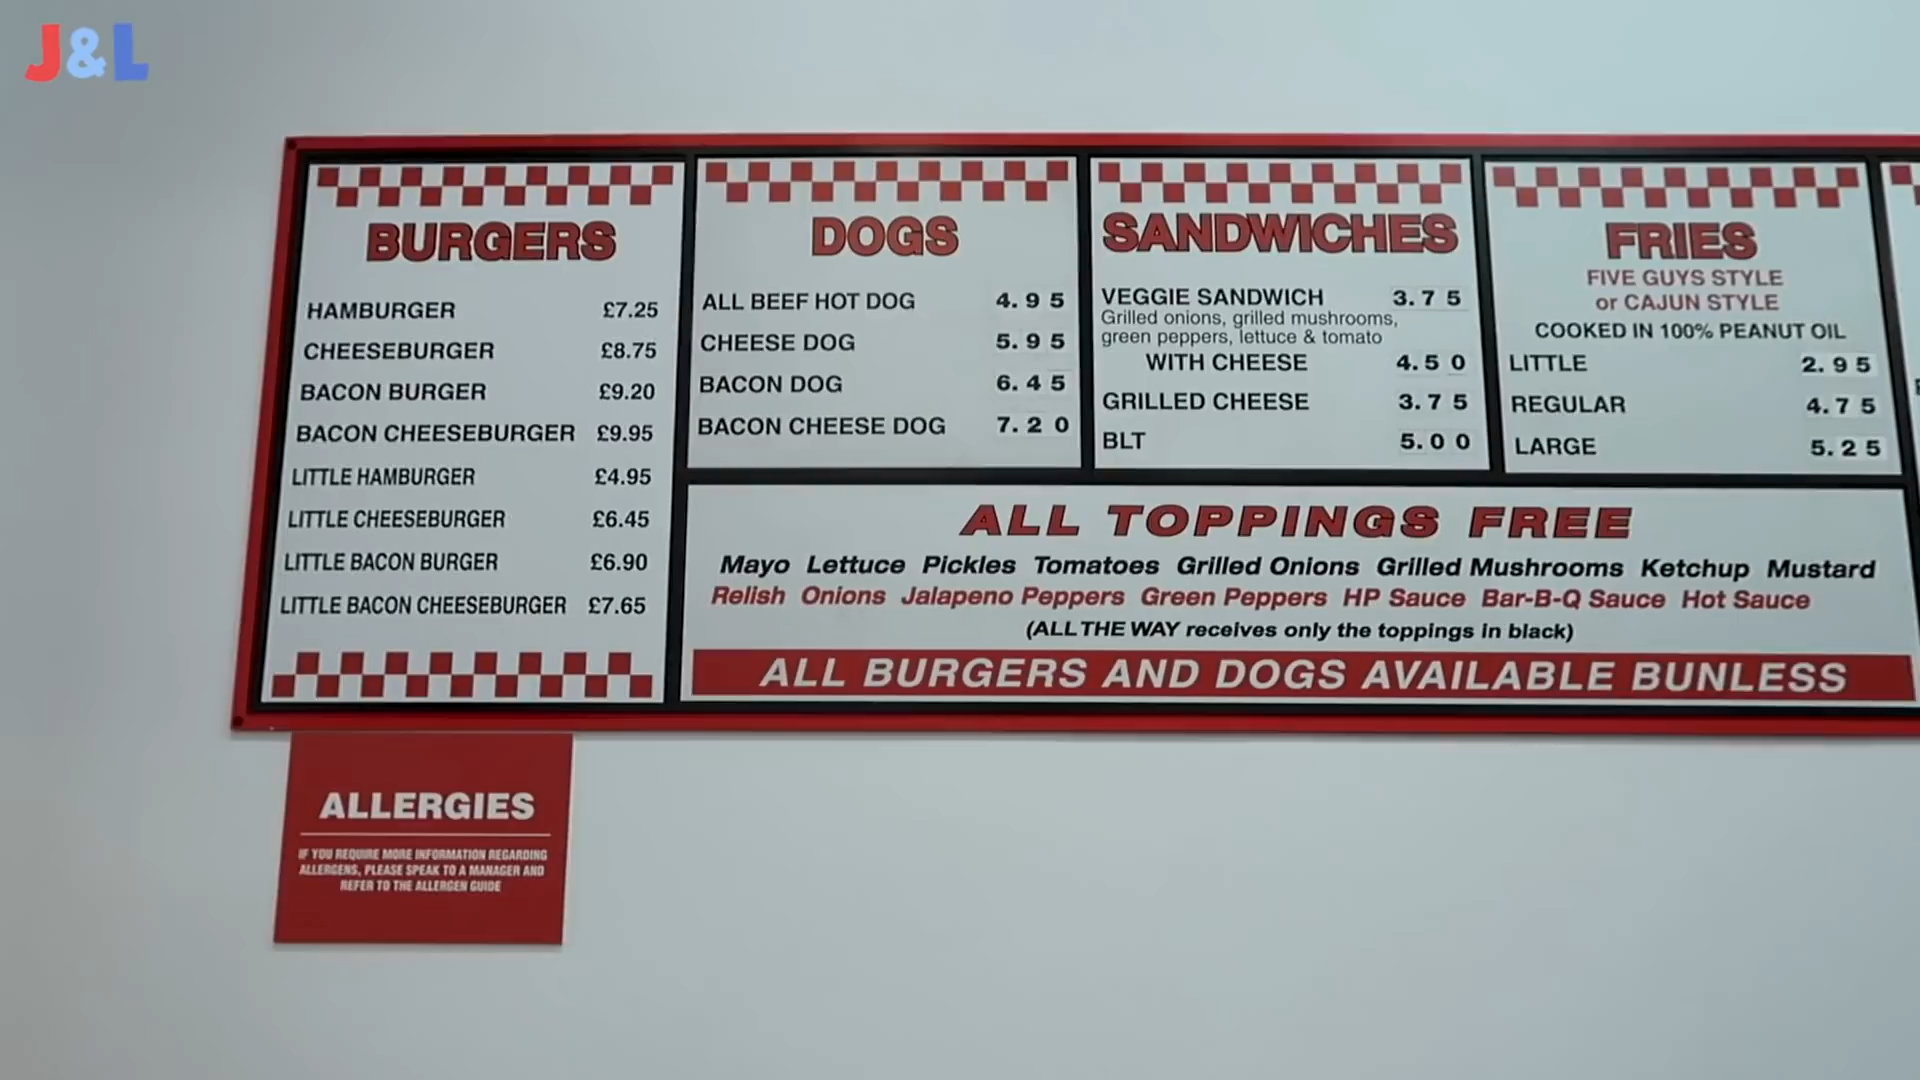 J&L
BURGERS
HAMBURGER £7.25
CHEESEBURGER £8.75
BACON BURGER £9.20
BACON CHEESEBURGER £9.95
LITTLE HAMBURGER £4.95
LITTLE CHEESEBURGER £6.45
LITTLE BACON BURGER £6.90
LITTLE BACON CHEESEBURGER £7.65
DOGS
ALL BEEF HOT DOG 4.95
CHEESE DOG 5.95
BACON DOG 6.45
BACON CHEESE DOG 7.20
SANDWICHES
VEGGIE SANDWICH 3.75
Grilled onions, grilled mushrooms,
green peppers, lettuce & tomato
WITH CHEESE 4.50
GRILLED CHEESE 3.75
BLT 5.00
FRIES
FIVE GUYS STYLE
or CAJUN STYLE
COOKED IN 100% PEANUT OIL
LITTLE 2.95
REGULAR 4.75
LARGE 5.25
ALL TOPPINGS FREE
Mayo Lettuce Pickles Tomatoes Grilled Onions Grilled Mushrooms Ketchup Mustard
Relish Onions Jalapeno Peppers Green Peppers HP Sauce Bar-B-Q Sauce Hot Sauce
(ALL THE WAY receives only the toppings in black)
ALL BURGERS AND DOGS AVAILABLE BUNLESS
ALLERGIES
IF YOU REQUIRE MORE INFORMATION REGARDING
ALLERGENS, PLEASE SPEAK TO A MANAGER AND
REFER TO THE ALLERGEN GUIDE